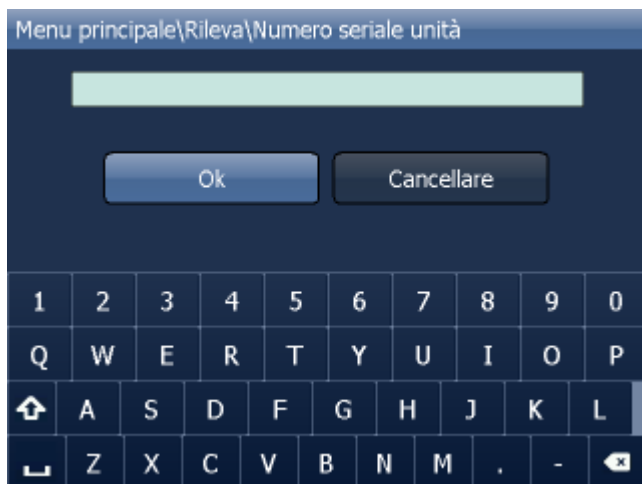 Menu principale\Rileva\Numero seriale unità
Ok Cancellare
1 2 3 4 5 6 7 8 9 0
Q W E R T Y U I O P
A S D F G H J K L
Z X C V B N M . -